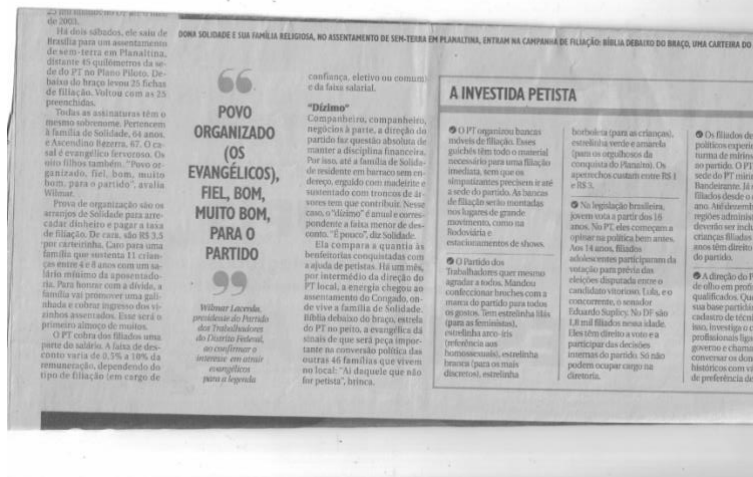 de 2003.
Há dois sábados, ele saiu de
Brasília para um assentamento
de sem-terra em Planaltina,
distante 45 quilômetros da se-
de do PT no Plano Piloto. De-
baixo do braço levou 25 fichas
de filiação. Voltou com as 25
preenchidas.
Todas as assinaturas têm o
mesmo sobrenome. Pertencem
à família de Solidade, 64 anos,
e Ascendino Bezerra, 67. O ca-
sal é evangélico fervoroso. Os
oito filhos também. "Povo or-
ganizado, fiel, bom, muito
bom, para o partido", avalia
Wilmar.
Prova de organização são os
arranjos de Solidade para arre-
cadar dinheiro e pagar a taxa
de filiação. De cara, são R$ 3,5
por carteirinha. Caro para uma
família que sustenta 11 crian-
ças entre 4 e 8 anos com um sa-
lário mínimo da aposentado-
ria. Para honrar com a dívida, a
família vai promover uma gali-
nhada e cobrar ingresso dos vi-
zinhos assentados. Esse será o
primeiro almoço de muitos.
O PT cobra dos filiados uma
parte do salário. A faixa de des-
conto varia de 0,5% a 10% da
remuneração, dependendo do
tipo de filiação (em cargo de
DONA SOLIDADE E SUA FAMÍLIA RELIGIOSA, NO ASSENTAMENTO DE SEM-TERRA EM PLANALTINA, ENTRAM NA CAMPANHA DE FILIAÇÃO: BÍBLIA DEBAIXO DO BRAÇO, UMA CARTEIRA DO
“
POVO
ORGANIZADO
(OS
EVANGÉLICOS),
FIEL, BOM,
MUITO BOM,
PARA O
PARTIDO
”
Wilmar Lacerda,
presidente do Partido
dos Trabalhadores
do Distrito Federal,
ao confirmar o
interesse em atrair
evangélicos
para a legenda
confiança, eletivo ou comum)
e da faixa salarial.
"Dízimo"
Companheiro, companheiro,
negócios à parte, a direção do
partido faz questão absoluta de
manter a disciplina financeira.
Por isso, até a família de Solida-
de residente em barraco sem en-
dereço, erguido com madeirite e
sustentado com troncos de ár-
vores tem que contribuir. Nesse
caso, o "dízimo" é anual e corres-
pondente a faixa menor de des-
conto. "É pouco", diz Solidade.
Ela compara a quantia às
benfeitorias conquistadas com
a ajuda de petistas. Há um mês,
por intermédio da direção do
PT local, a energia chegou ao
assentamento do Congado, on-
de vive a família de Solidade.
Bíblia debaixo do braço, estrela
do PT no peito, a evangélica dá
sinais de que será peça impor-
tante na conversão política das
outras 46 famílias que vivem
no local: "Ai daquele que não
for petista", brinca.
A INVESTIDA PETISTA
O PT organizou bancas
móveis de filiação. Esses
guichês têm todo o material
necessário para uma filiação
imediata, sem que os
simpatizantes precisem ir até
a sede do partido. As bancas
de filiação serão montadas
nos lugares de grande
movimento, como na
Rodoviária e
estacionamentos de shows.
O Partido dos
Trabalhadores quer mesmo
agradar a todos. Mandou
confeccionar broches com a
marca do partido para todos
os gostos. Tem estrelinha lilás
(para as feministas),
estrelinha arco-íris
(referência aos
homossexuais), estrelinha
branca (para os mais
discretos), estrelinha
borboleta (para as crianças),
estrelinha verde e amarela
(para os orgulhosos da
conquista do Planalto). Os
apetrechos custam entre R$ 1
e R$ 3.
Na legislação brasileira,
jovem vota a partir dos 16
anos. No PT, eles começam a
opinar na política bem antes.
Aos 14 anos, filiados
adolescentes participaram da
votação para prévia das
eleições disputada entre o
candidato vitorioso, Lula, e o
concorrente, o senador
Eduardo Suplicy. No DF são
1,8 mil filiados nessa idade.
Eles têm direito a voto e a
participar das decisões
internas do partido. Só não
podem ocupar cargo na
diretoria.
Os filiados de
políticos experie
turma de mirins
no partido. O PT
sede do PT mirim
Bandeirante. Já
filiados desde o
ano. Até dezemb
regiões administ
deverão ser inclu
crianças filiadas
anos têm direito
do partido.
A direção do P
de olho em profi
qualificados. Qu
sua base partidár
cadastro de técni
isso, investiga o
profissionais liga
governo e chama
conversar os don
históricos com v
de preferência de